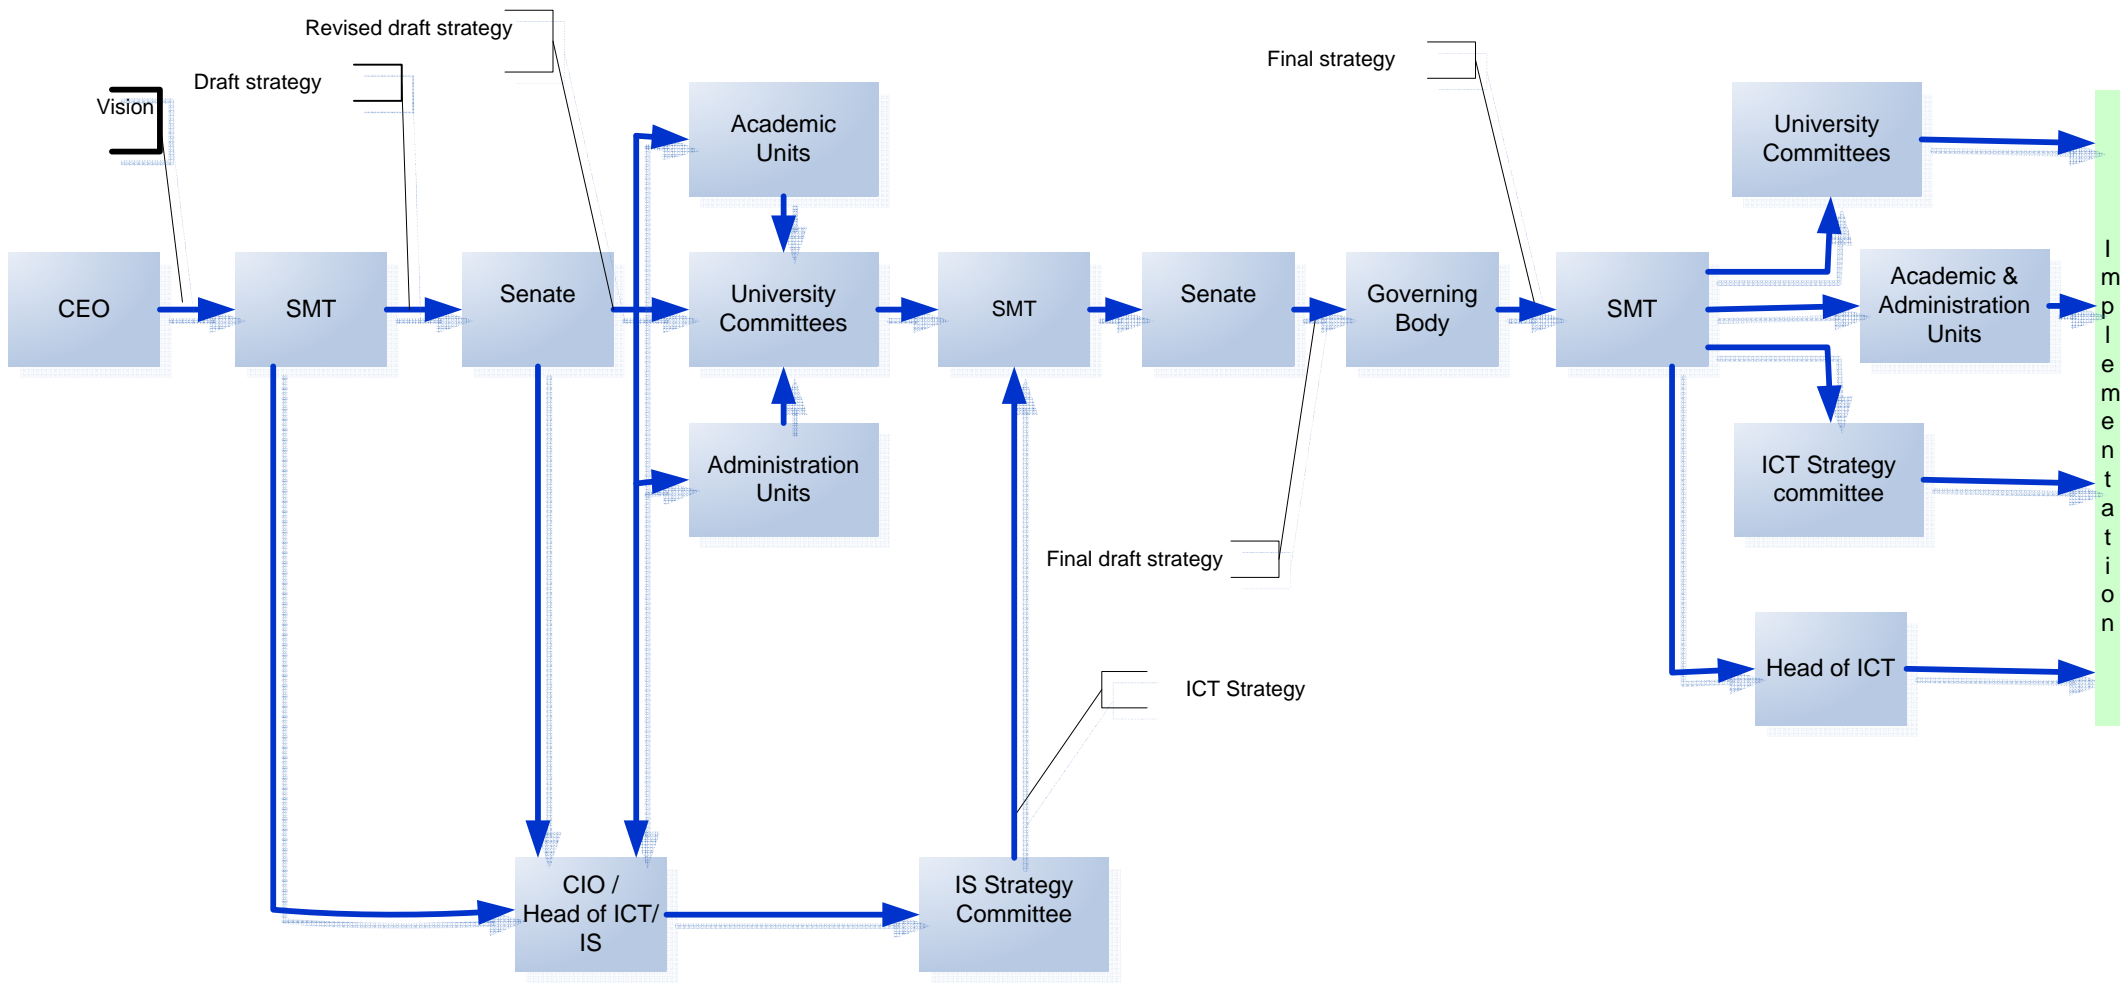 Revised draft strategy
Draft strategy
Vision
Final strategy
Academic
Units
University
Committees
CEO
SMT
Senate
University
Committees
SMT
Senate
Governing
Body
SMT
Academic &
Administration
Units
Administration
Units
ICT Strategy
committee
Final draft strategy
Head of ICT
ICT Strategy
CIO /
Head of ICT/
IS
IS Strategy
Committee
I
m
p
l
e
m
e
n
t
a
t
i
o
n